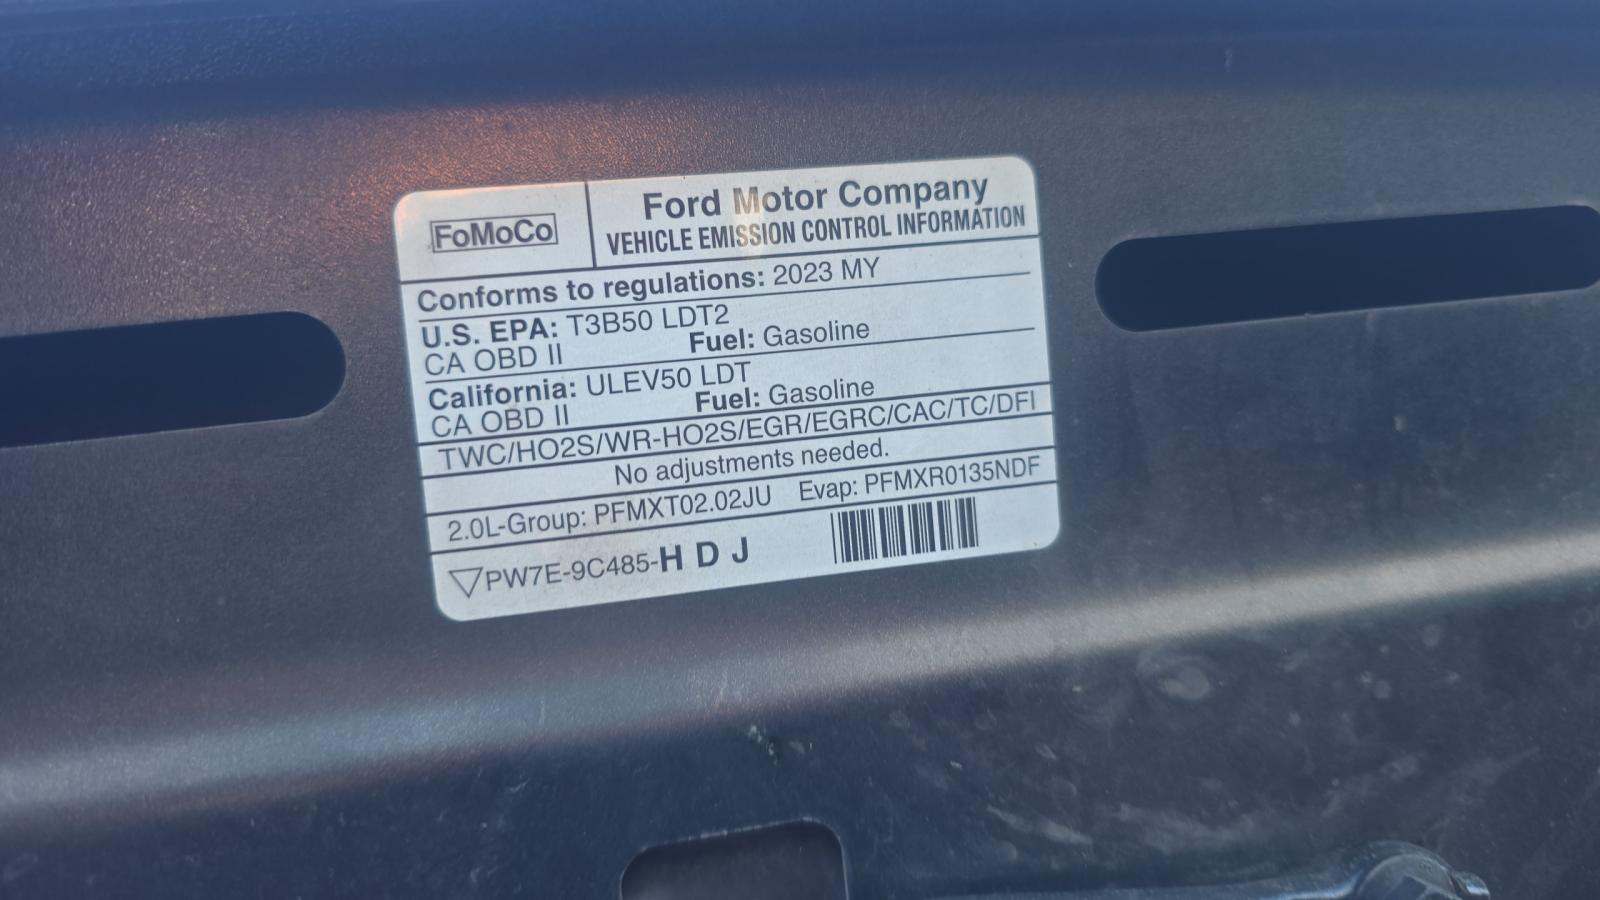 FoMoCo
Ford Motor Company
VEHICLE EMISSION CONTROL INFORMATION
Conforms to regulations: 2023 MY
U.S. EPA: T3B50 LDT2
CA OBD II Fuel: Gasoline
California: ULEV50 LDT
CA OBD II Fuel: Gasoline
TWC/HO2S/WR-HO2S/EGR/EGRC/CAC/TC/DFI
No adjustments needed.
2.0L-Group: PFMXT02.02JU Evap: PFMXR0135NDF
PW7E-9C485-H D J